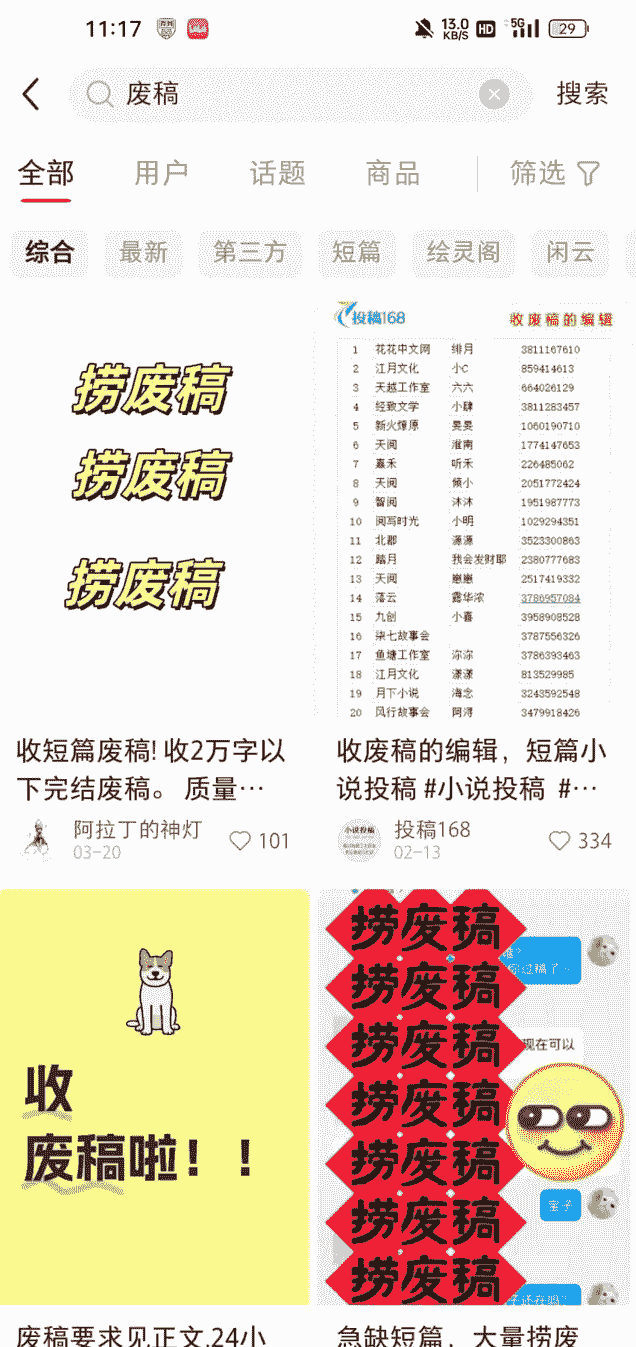 11:17
13.0
KB/S
HD
5G
29
废稿
搜索
全部
用户
话题
商品
筛选
综合
最新
第三方
短篇
绘灵阁
闲云
捞废稿
捞废稿
捞废稿
收短篇废稿! 收2万字以
下完结废稿。 质量…
阿拉丁的神灯
03-20
101
投稿168
收废稿的编辑
1 花花中文网 绯月 3811167610
2 江月文化 小C 859414613
3 天越工作室 六六 664026129
4 经致文学 小肆 3811283457
5 新火燎原 旻旻 1060190710
6 天阅 淮南 1774147653
7 嘉禾 听禾 226485062
8 天阅 倾小 2051772424
9 智阅 沐沐 1951987773
10 阅写时光 小明 1029294351
11 北郡 源源 3523300863
12 踏月 我会发财耶 2380777683
13 天阅 崽崽 2517419332
14 落云 露华浓 3786957084
15 九创 小喜 3958908528
16 柒七故事会 3787556326
17 鱼塘工作室 沵沵 3786393463
18 江月文化 漾漾 813529985
19 月下小说 海念 3243592548
20 风行故事会 阿浔 3479918426
收废稿的编辑，短篇小
说投稿 #小说投稿 #…
投稿168
02-13
334
收
废稿啦！！
废稿要求见正文,24小
捞废稿
捞废稿
捞废稿
捞废稿
捞废稿
捞废稿
捞废稿
你过稿了
现在可以
宝子
急缺短篇，大量捞废